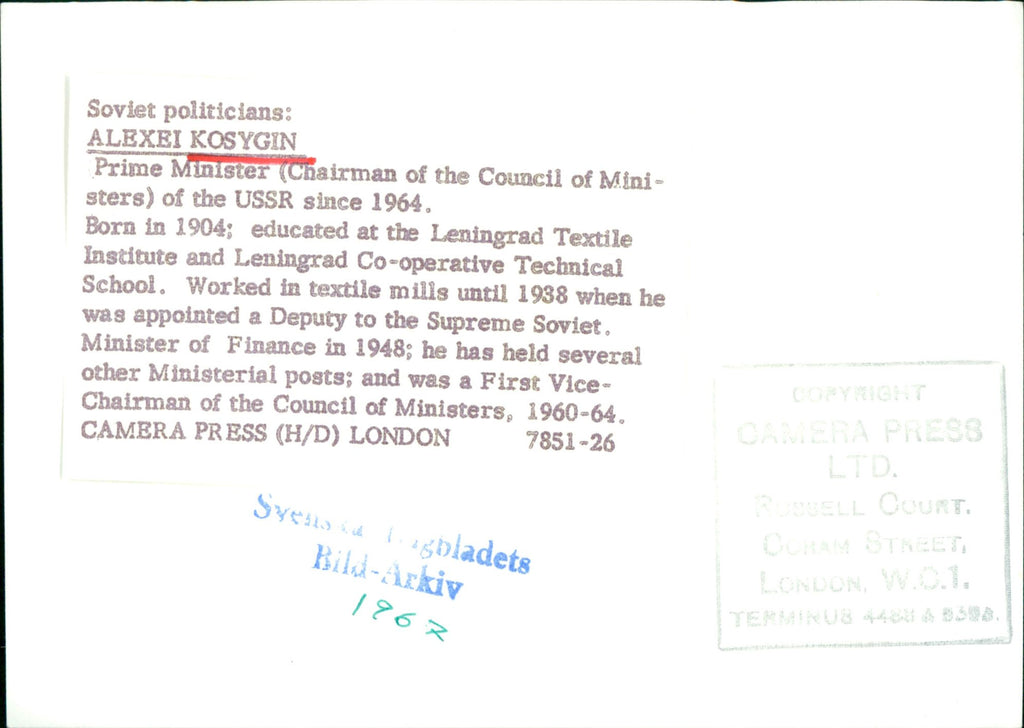 Soviet politicians:
ALEXEI KOSYGIN
Prime Minister (Chairman of the Council of Mini-
sters) of the USSR since 1964.
Born in 1904; educated at the Leningrad Textile
Institute and Leningrad Co-operative Technical
School. Worked in textile mills until 1938 when he
was appointed a Deputy to the Supreme Soviet.
Minister of Finance in 1948; he has held several
other Ministerial posts; and was a First Vice-
Chairman of the Council of Ministers, 1960-64.
CAMERA PRESS (H/D) LONDON 7851-26
Svenska Dagbladets
Bild-Arkiv
1967
COPYRIGHT
CAMERA PRESS
LTD.
RUSSELL COURT,
CORAM STREET,
LONDON, W.C.1.
TERMINUS 4488 &